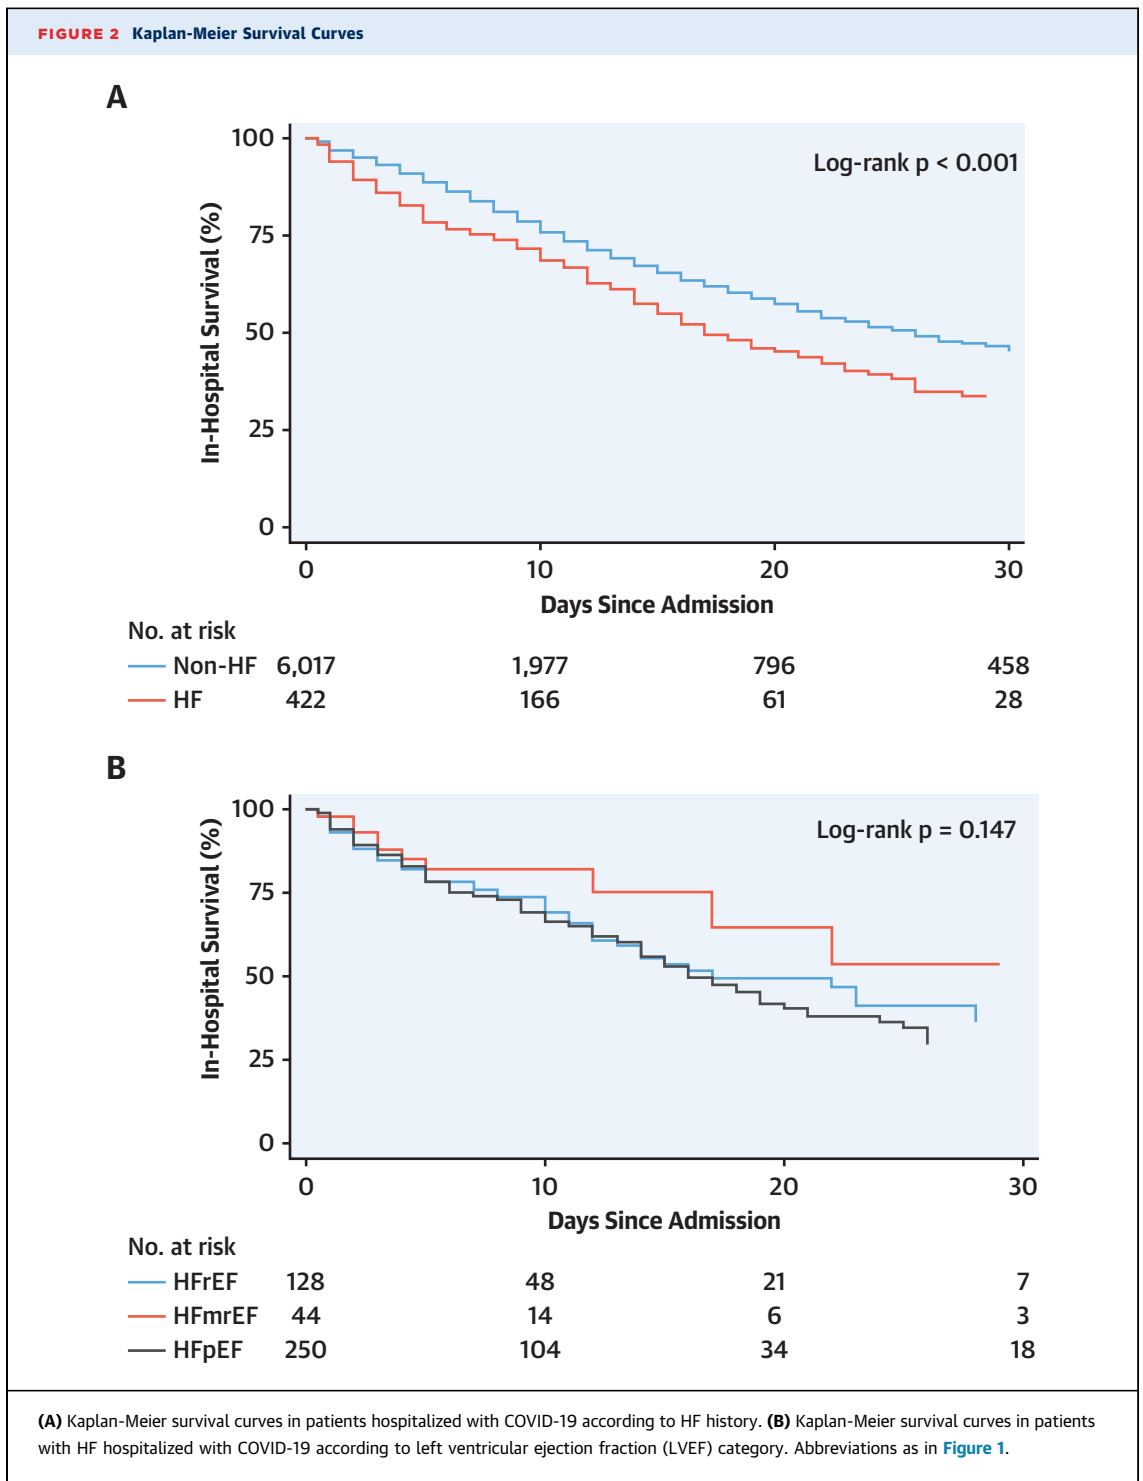 FIGURE 2 Kaplan-Meier Survival Curves
A
In-Hospital Survival (%)
100
75
50
25
0
Log-rank p < 0.001
0 10 20 30
Days Since Admission
No. at risk
Non-HF 6,017 1,977 796 458
HF 422 166 61 28
B
In-Hospital Survival (%)
100
75
50
25
0
Log-rank p = 0.147
0 10 20 30
Days Since Admission
No. at risk
HFrEF 128 48 21 7
HFmrEF 44 14 6 3
HFpEF 250 104 34 18
(A) Kaplan-Meier survival curves in patients hospitalized with COVID-19 according to HF history. (B) Kaplan-Meier survival curves in patients
with HF hospitalized with COVID-19 according to left ventricular ejection fraction (LVEF) category. Abbreviations as in Figure 1.